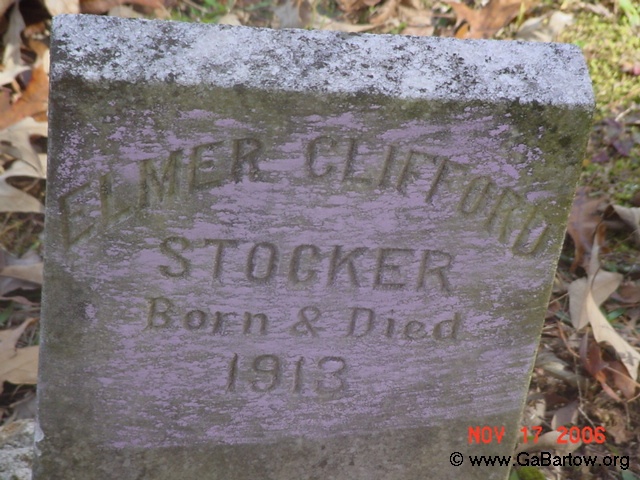 ELMER CLIFFORD
STOCKER
Born & Died
1913
NOV 17 2006
© www.GaBartow.org